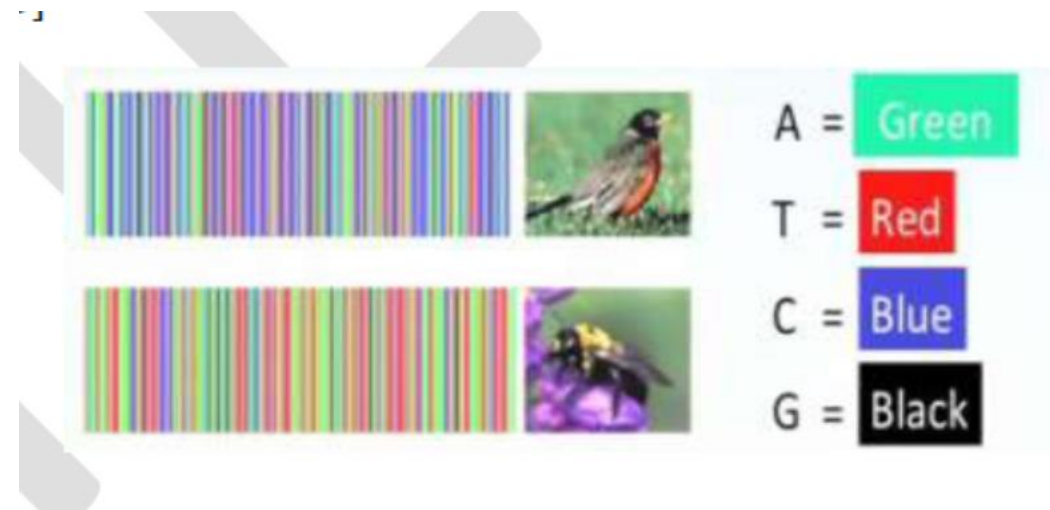 A = Green
T = Red
C = Blue
G = Black